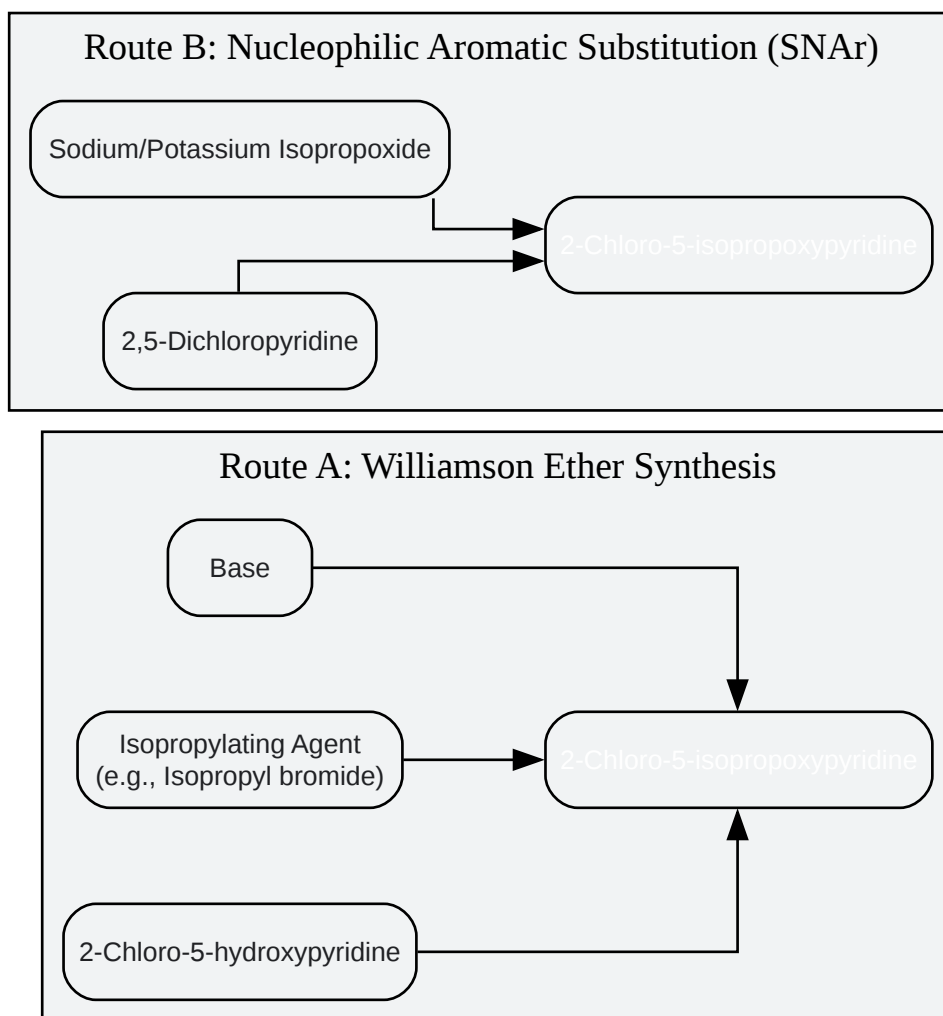 Route B: Nucleophilic Aromatic Substitution (SNAr)
Sodium/Potassium Isopropoxide
2-Chloro-5-isopropoxypyridine
2,5-Dichloropyridine
Route A: Williamson Ether Synthesis
Base
Isopropylating Agent
(e.g., Isopropyl bromide)
2-Chloro-5-isopropoxypyridine
2-Chloro-5-hydroxypyridine